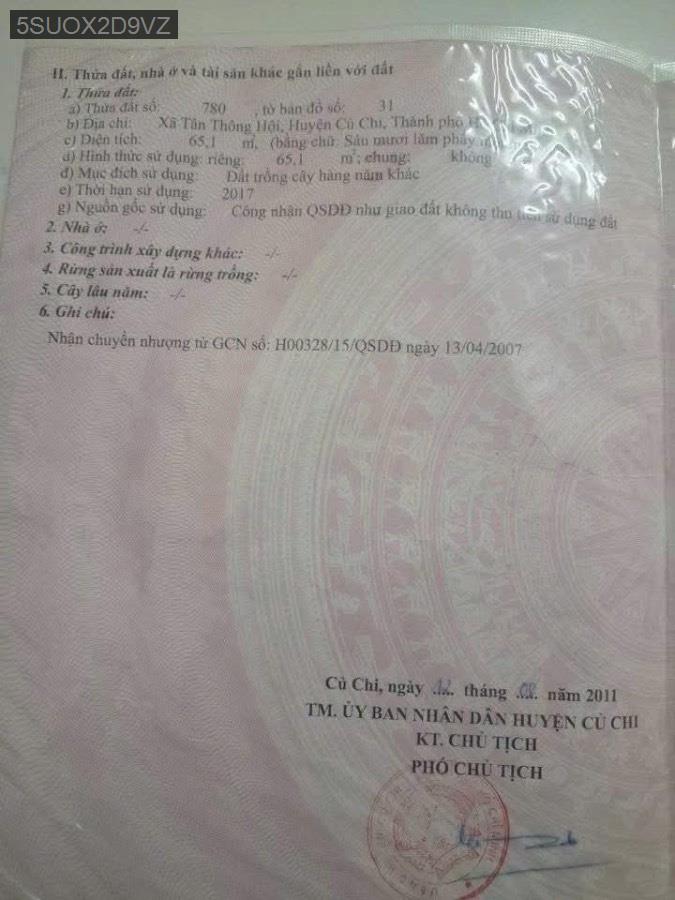 5SUOX2D9VZ
II. Thửa đất, nhà ở và tài sản khác gắn liền với đất
1. Thửa đất:
a) Thửa đất số: 780 , tờ bản đồ số: 31
b) Địa chỉ: Xã Tân Thông Hội, Huyện Củ Chi, Thành phố
c) Diện tích: 65,1 m², (bằng chữ: Sáu mươi lăm phẩy
d) Hình thức sử dụng: riêng: 65,1 m²; chung: không
đ) Mục đích sử dụng: Đất trồng cây hàng năm khác
e) Thời hạn sử dụng: 2017
g) Nguồn gốc sử dụng: Công nhận QSDĐ như giao đất không thu tiền sử dụng đất
2. Nhà ở: -/-
3. Công trình xây dựng khác: -/-
4. Rừng sản xuất là rừng trồng: -/-
5. Cây lâu năm: -/-
6. Ghi chú:
Nhận chuyển nhượng từ GCN số: H00328/15/QSDĐ ngày 13/04/2007
Củ Chi, ngày 12 tháng 08 năm 2011
TM. ỦY BAN NHÂN DÂN HUYỆN CỦ CHI
KT. CHỦ TỊCH
PHÓ CHỦ TỊCH